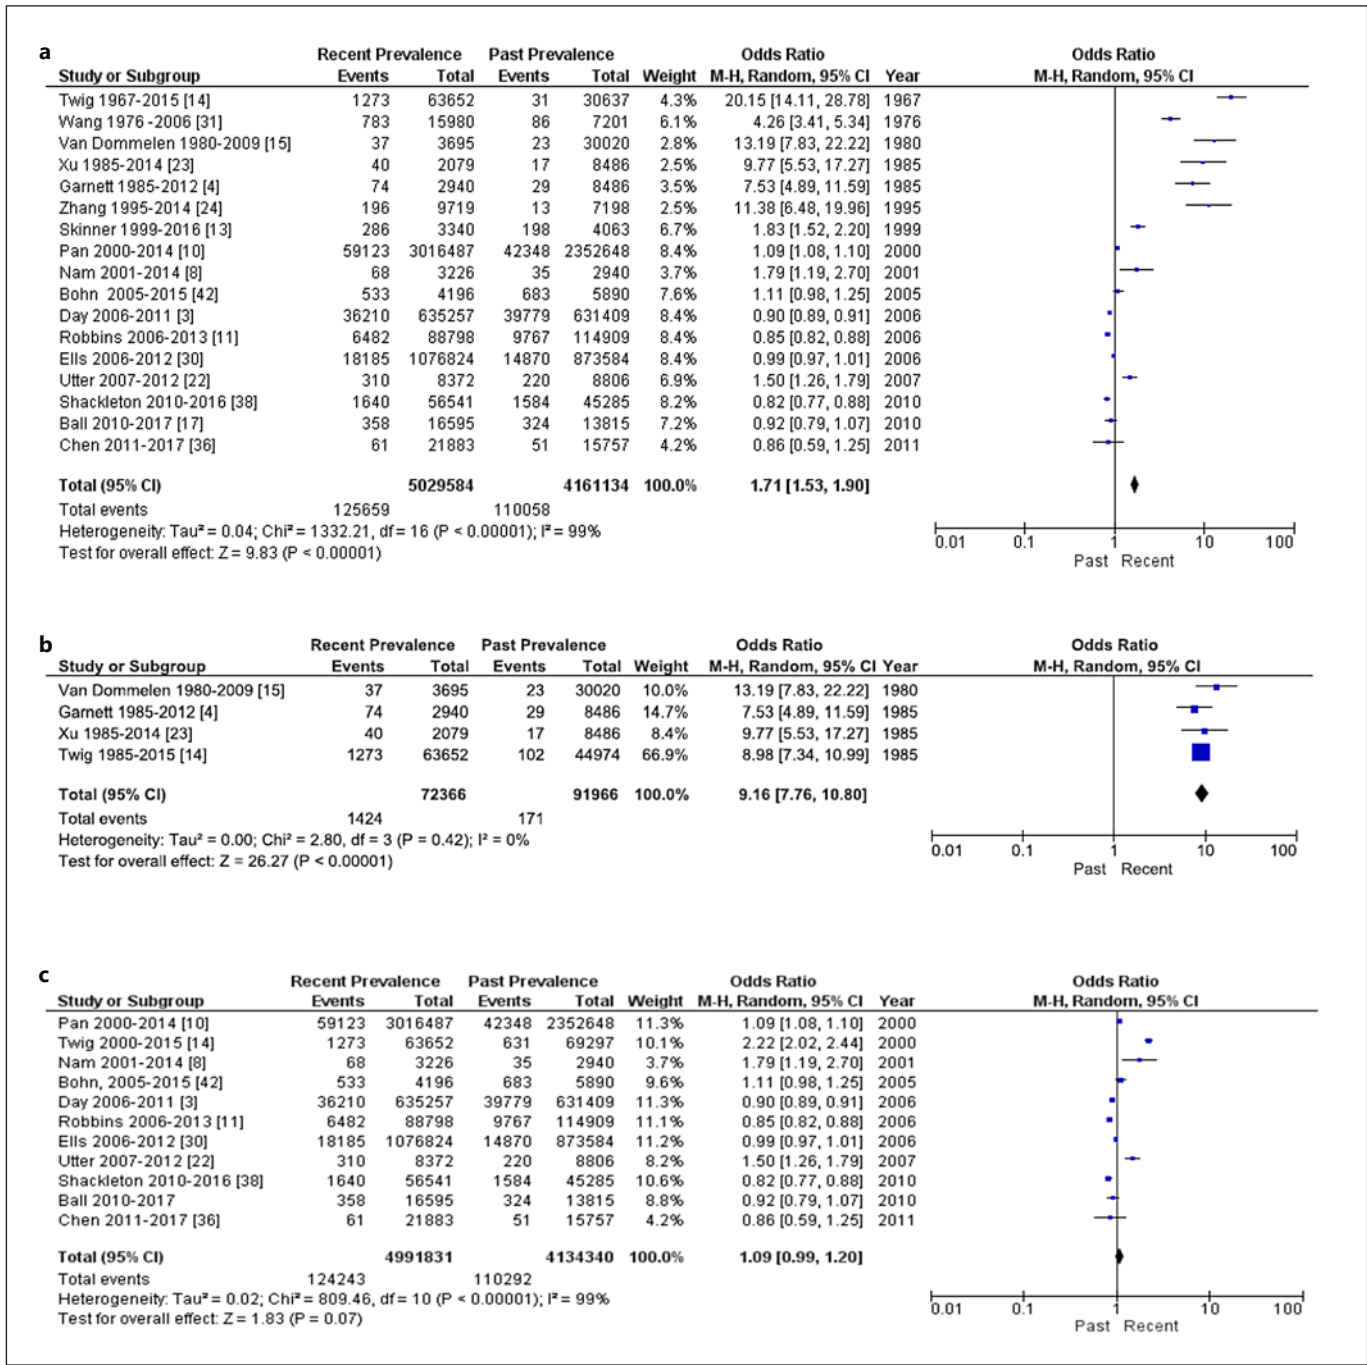 a
Recent Prevalence Past Prevalence Odds Ratio Odds Ratio
Study or Subgroup Events Total Events Total Weight M-H, Random, 95% CI Year M-H, Random, 95% CI
Twig 1967-2015 [14] 1273 63652 31 30637 4.3% 20.15 [14.11, 28.78] 1967
Wang 1976 -2006 [31] 783 15980 86 7201 6.1% 4.26 [3.41, 5.34] 1976
Van Dommelen 1980-2009 [15] 37 3695 23 30020 2.8% 13.19 [7.83, 22.22] 1980
Xu 1985-2014 [23] 40 2079 17 8486 2.5% 9.77 [5.53, 17.27] 1985
Garnett 1985-2012 [4] 74 2940 29 8486 3.5% 7.53 [4.89, 11.59] 1985
Zhang 1995-2014 [24] 196 9719 13 7198 2.5% 11.38 [6.48, 19.96] 1995
Skinner 1999-2016 [13] 286 3340 198 4063 6.7% 1.83 [1.52, 2.20] 1999
Pan 2000-2014 [10] 59123 3016487 42348 2352648 8.4% 1.09 [1.08, 1.10] 2000
Nam 2001-2014 [8] 68 3226 35 2940 3.7% 1.79 [1.19, 2.70] 2001
Bohn 2005-2015 [42] 533 4196 683 5890 7.6% 1.11 [0.98, 1.25] 2005
Day 2006-2011 [3] 36210 635257 39779 631409 8.4% 0.90 [0.89, 0.91] 2006
Robbins 2006-2013 [11] 6482 88798 9767 114909 8.4% 0.85 [0.82, 0.88] 2006
Ells 2006-2012 [30] 18185 1076824 14870 873584 8.4% 0.99 [0.97, 1.01] 2006
Utter 2007-2012 [22] 310 8372 220 8806 6.9% 1.50 [1.26, 1.79] 2007
Shackleton 2010-2016 [38] 1640 56541 1584 45285 8.2% 0.82 [0.77, 0.88] 2010
Ball 2010-2017 [17] 358 16595 324 13815 7.2% 0.92 [0.79, 1.07] 2010
Chen 2011-2017 [36] 61 21883 51 15757 4.2% 0.86 [0.59, 1.25] 2011
Total (95% CI) 5029584 4161134 100.0% 1.71 [1.53, 1.90]
Total events 125659 110058
Heterogeneity: Tau² = 0.04; Chi² = 1332.21, df = 16 (P < 0.00001); I² = 99%
Test for overall effect: Z = 9.83 (P < 0.00001)
0.01 0.1 1 10 100
Past Recent
b
Recent Prevalence Past Prevalence Odds Ratio Odds Ratio
Study or Subgroup Events Total Events Total Weight M-H, Random, 95% CI Year M-H, Random, 95% CI
Van Dommelen 1980-2009 [15] 37 3695 23 30020 10.0% 13.19 [7.83, 22.22] 1980
Garnett 1985-2012 [4] 74 2940 29 8486 14.7% 7.53 [4.89, 11.59] 1985
Xu 1985-2014 [23] 40 2079 17 8486 8.4% 9.77 [5.53, 17.27] 1985
Twig 1985-2015 [14] 1273 63652 102 44974 66.9% 8.98 [7.34, 10.99] 1985
Total (95% CI) 72366 91966 100.0% 9.16 [7.76, 10.80]
Total events 1424 171
Heterogeneity: Tau² = 0.00; Chi² = 2.80, df = 3 (P = 0.42); I² = 0%
Test for overall effect: Z = 26.27 (P < 0.00001)
0.01 0.1 1 10 100
Past Recent
c
Recent Prevalence Past Prevalence Odds Ratio Odds Ratio
Study or Subgroup Events Total Events Total Weight M-H, Random, 95% CI Year M-H, Random, 95% CI
Pan 2000-2014 [10] 59123 3016487 42348 2352648 11.3% 1.09 [1.08, 1.10] 2000
Twig 2000-2015 [14] 1273 63652 631 69297 10.1% 2.22 [2.02, 2.44] 2000
Nam 2001-2014 [8] 68 3226 35 2940 3.7% 1.79 [1.19, 2.70] 2001
Bohn, 2005-2015 [42] 533 4196 683 5890 9.6% 1.11 [0.98, 1.25] 2005
Day 2006-2011 [3] 36210 635257 39779 631409 11.3% 0.90 [0.89, 0.91] 2006
Robbins 2006-2013 [11] 6482 88798 9767 114909 11.1% 0.85 [0.82, 0.88] 2006
Ells 2006-2012 [30] 18185 1076824 14870 873584 11.2% 0.99 [0.97, 1.01] 2006
Utter 2007-2012 [22] 310 8372 220 8806 8.2% 1.50 [1.26, 1.79] 2007
Shackleton 2010-2016 [38] 1640 56541 1584 45285 10.6% 0.82 [0.77, 0.88] 2010
Ball 2010-2017 358 16595 324 13815 8.8% 0.92 [0.79, 1.07] 2010
Chen 2011-2017 [36] 61 21883 51 15757 4.2% 0.86 [0.59, 1.25] 2011
Total (95% CI) 4991831 4134340 100.0% 1.09 [0.99, 1.20]
Total events 124243 110292
Heterogeneity: Tau² = 0.02; Chi² = 809.46, df = 10 (P < 0.00001); I² = 99%
Test for overall effect: Z = 1.83 (P = 0.07)
0.01 0.1 1 10 100
Past Recent